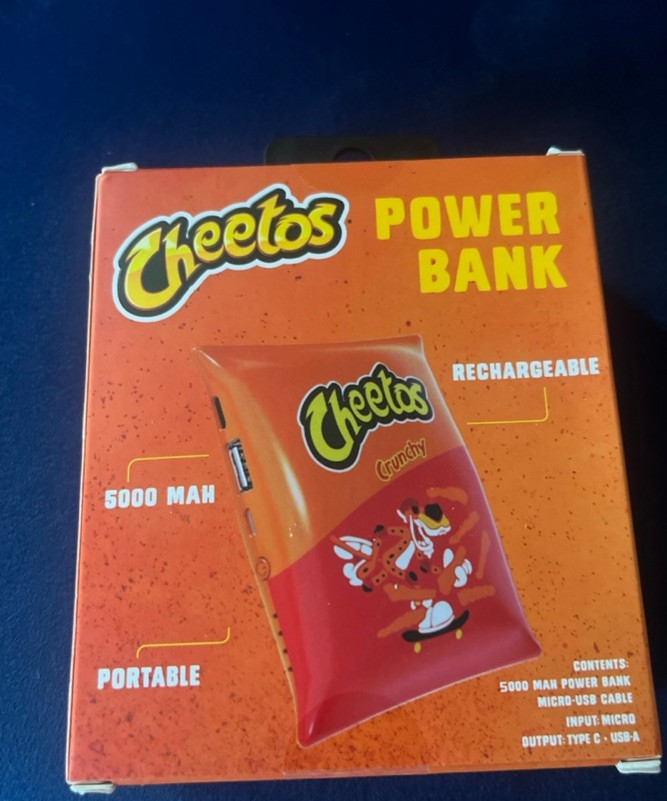 Cheetos
POWER
BANK
RECHARGEABLE
Cheetos
Crunchy
5000 MAH
PORTABLE
CONTENTS:
5000 MAH POWER BANK
MICRO-USB CABLE
INPUT: MICRO
OUTPUT: TYPE C • USB-A